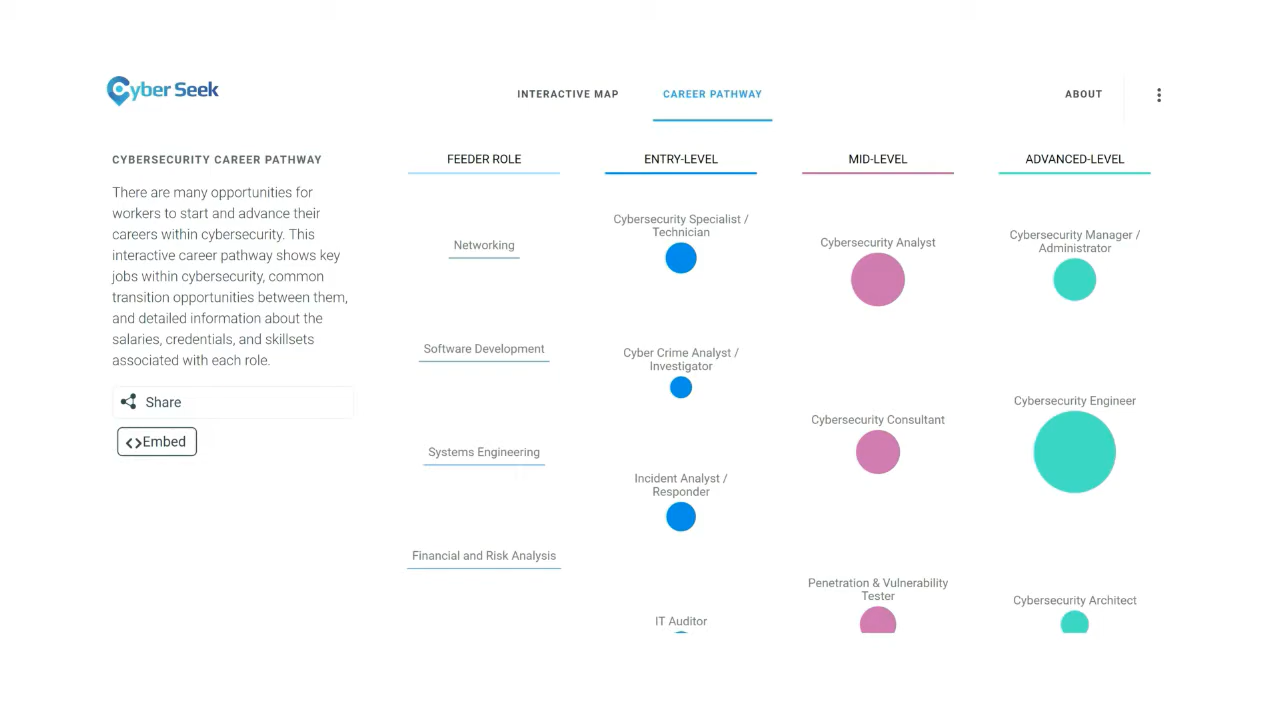 Cyber Seek
INTERACTIVE MAP
CAREER PATHWAY
ABOUT
CYBERSECURITY CAREER PATHWAY
There are many opportunities for
workers to start and advance their
careers within cybersecurity. This
interactive career pathway shows key
jobs within cybersecurity, common
transition opportunities between them,
and detailed information about the
salaries, credentials, and skillsets
associated with each role.
Share
Embed
FEEDER ROLE
Networking
Software Development
Systems Engineering
Financial and Risk Analysis
ENTRY-LEVEL
Cybersecurity Specialist /
Technician
Cyber Crime Analyst /
Investigator
Incident Analyst /
Responder
IT Auditor
MID-LEVEL
Cybersecurity Analyst
Cybersecurity Consultant
Penetration & Vulnerability
Tester
ADVANCED-LEVEL
Cybersecurity Manager /
Administrator
Cybersecurity Engineer
Cybersecurity Architect